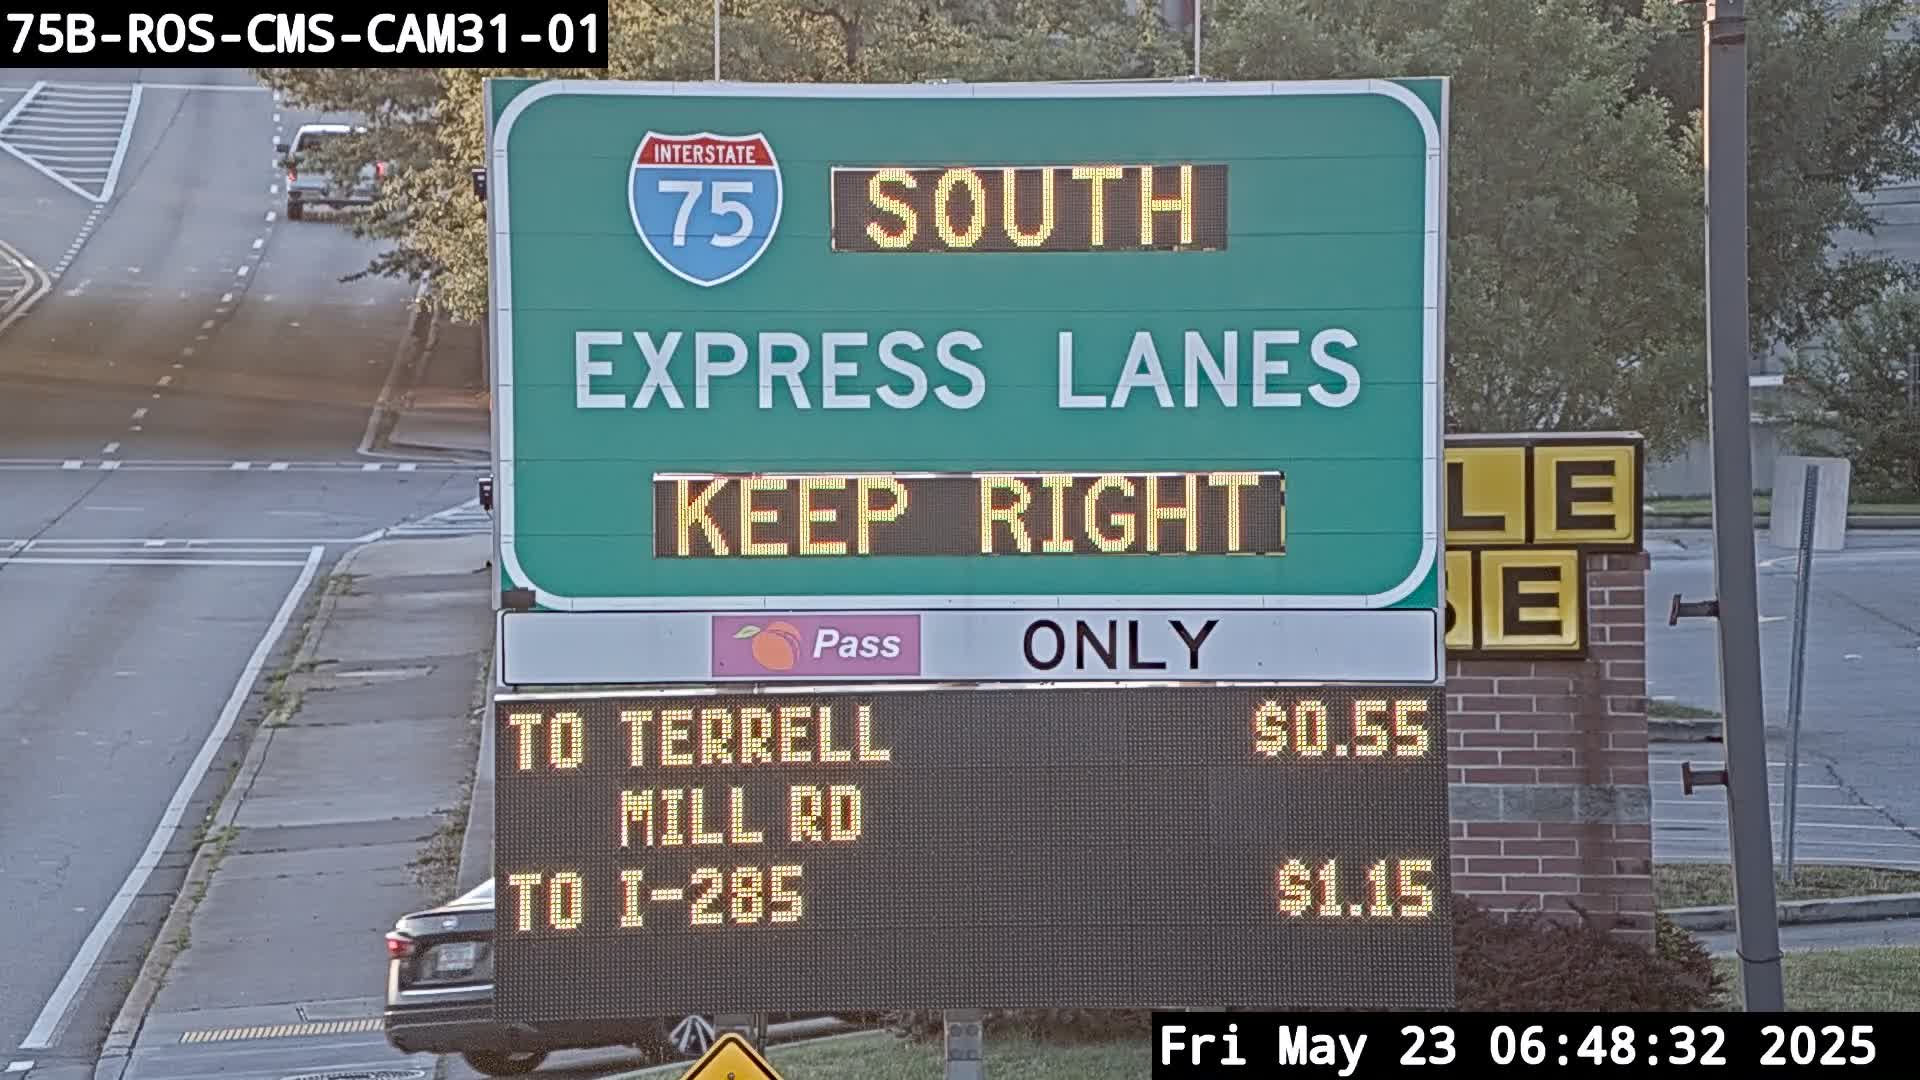 75B-ROS-CMS-CAM31-01
INTERSTATE
75
SOUTH
EXPRESS LANES
KEEP RIGHT
LE
E
Pass
ONLY
TO TERRELL $0.55
MILL RD
TO I-285 $1.15
Fri May 23 06:48:32 2025